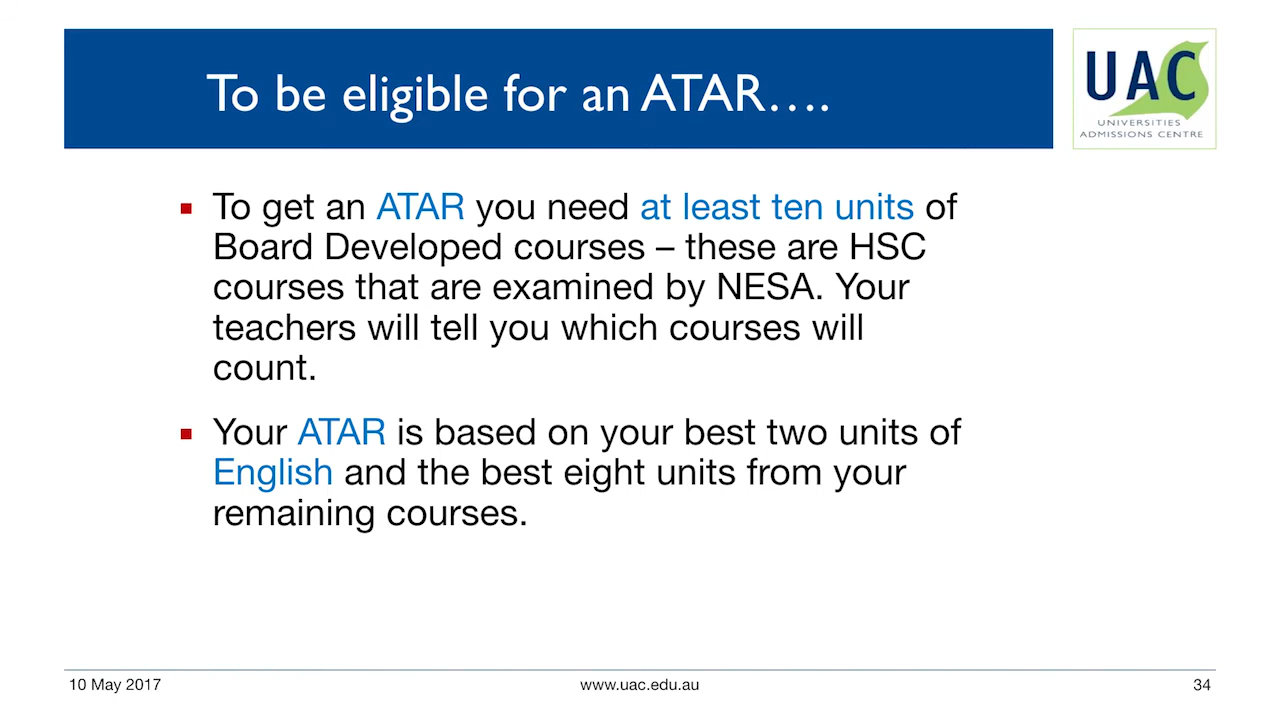 To be eligible for an ATAR….
UAC
UNIVERSITIES
ADMISSIONS CENTRE
▪ To get an ATAR you need at least ten units of
Board Developed courses – these are HSC
courses that are examined by NESA. Your
teachers will tell you which courses will
count.
▪ Your ATAR is based on your best two units of
English and the best eight units from your
remaining courses.
10 May 2017
www.uac.edu.au
34